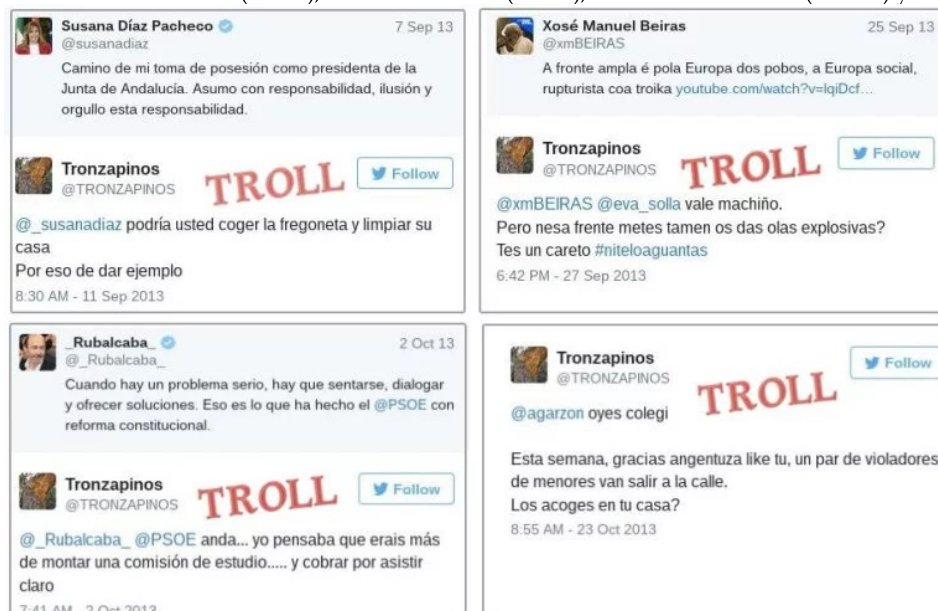 Susana Díaz Pacheco
7 Sep 13
@susanadiaz
Camino de mi toma de posesión como presidenta de la
Junta de Andalucía. Asumo con responsabilidad, ilusión y
orgullo esta responsabilidad.
Tronzapinos
@TRONZAPINOS
TROLL
Follow
@_susanadiaz podría usted coger la fregoneta y limpiar su
casa
Por eso de dar ejemplo
8:30 AM - 11 Sep 2013
Xosé Manuel Beiras
25 Sep 13
@xmBEIRAS
A fronte ampla é pola Europa dos pobos, a Europa social,
rupturista coa troika youtube.com/watch?v=lqiDcf...
Tronzapinos
@TRONZAPINOS
TROLL
Follow
@xmBEIRAS @eva_solla vale machiño.
Pero nesa frente metes tamen os das olas explosivas?
Tes un careto #niteloaguantas
6:42 PM - 27 Sep 2013
_Rubalcaba_
2 Oct 13
@_Rubalcaba_
Cuando hay un problema serio, hay que sentarse, dialogar
y ofrecer soluciones. Eso es lo que ha hecho el @PSOE con
reforma constitucional.
Tronzapinos
@TRONZAPINOS
TROLL
Follow
@_Rubalcaba_ @PSOE anda... yo pensaba que erais más
de montar una comisión de estudio..... y cobrar por asistir
claro
7:41 AM - 2 Oct 2013
Tronzapinos
@TRONZAPINOS
TROLL
Follow
@agarzon oyes colegi
Esta semana, gracias angentuza like tu, un par de violadores
de menores van salir a la calle.
Los acoges en tu casa?
8:55 AM - 23 Oct 2013